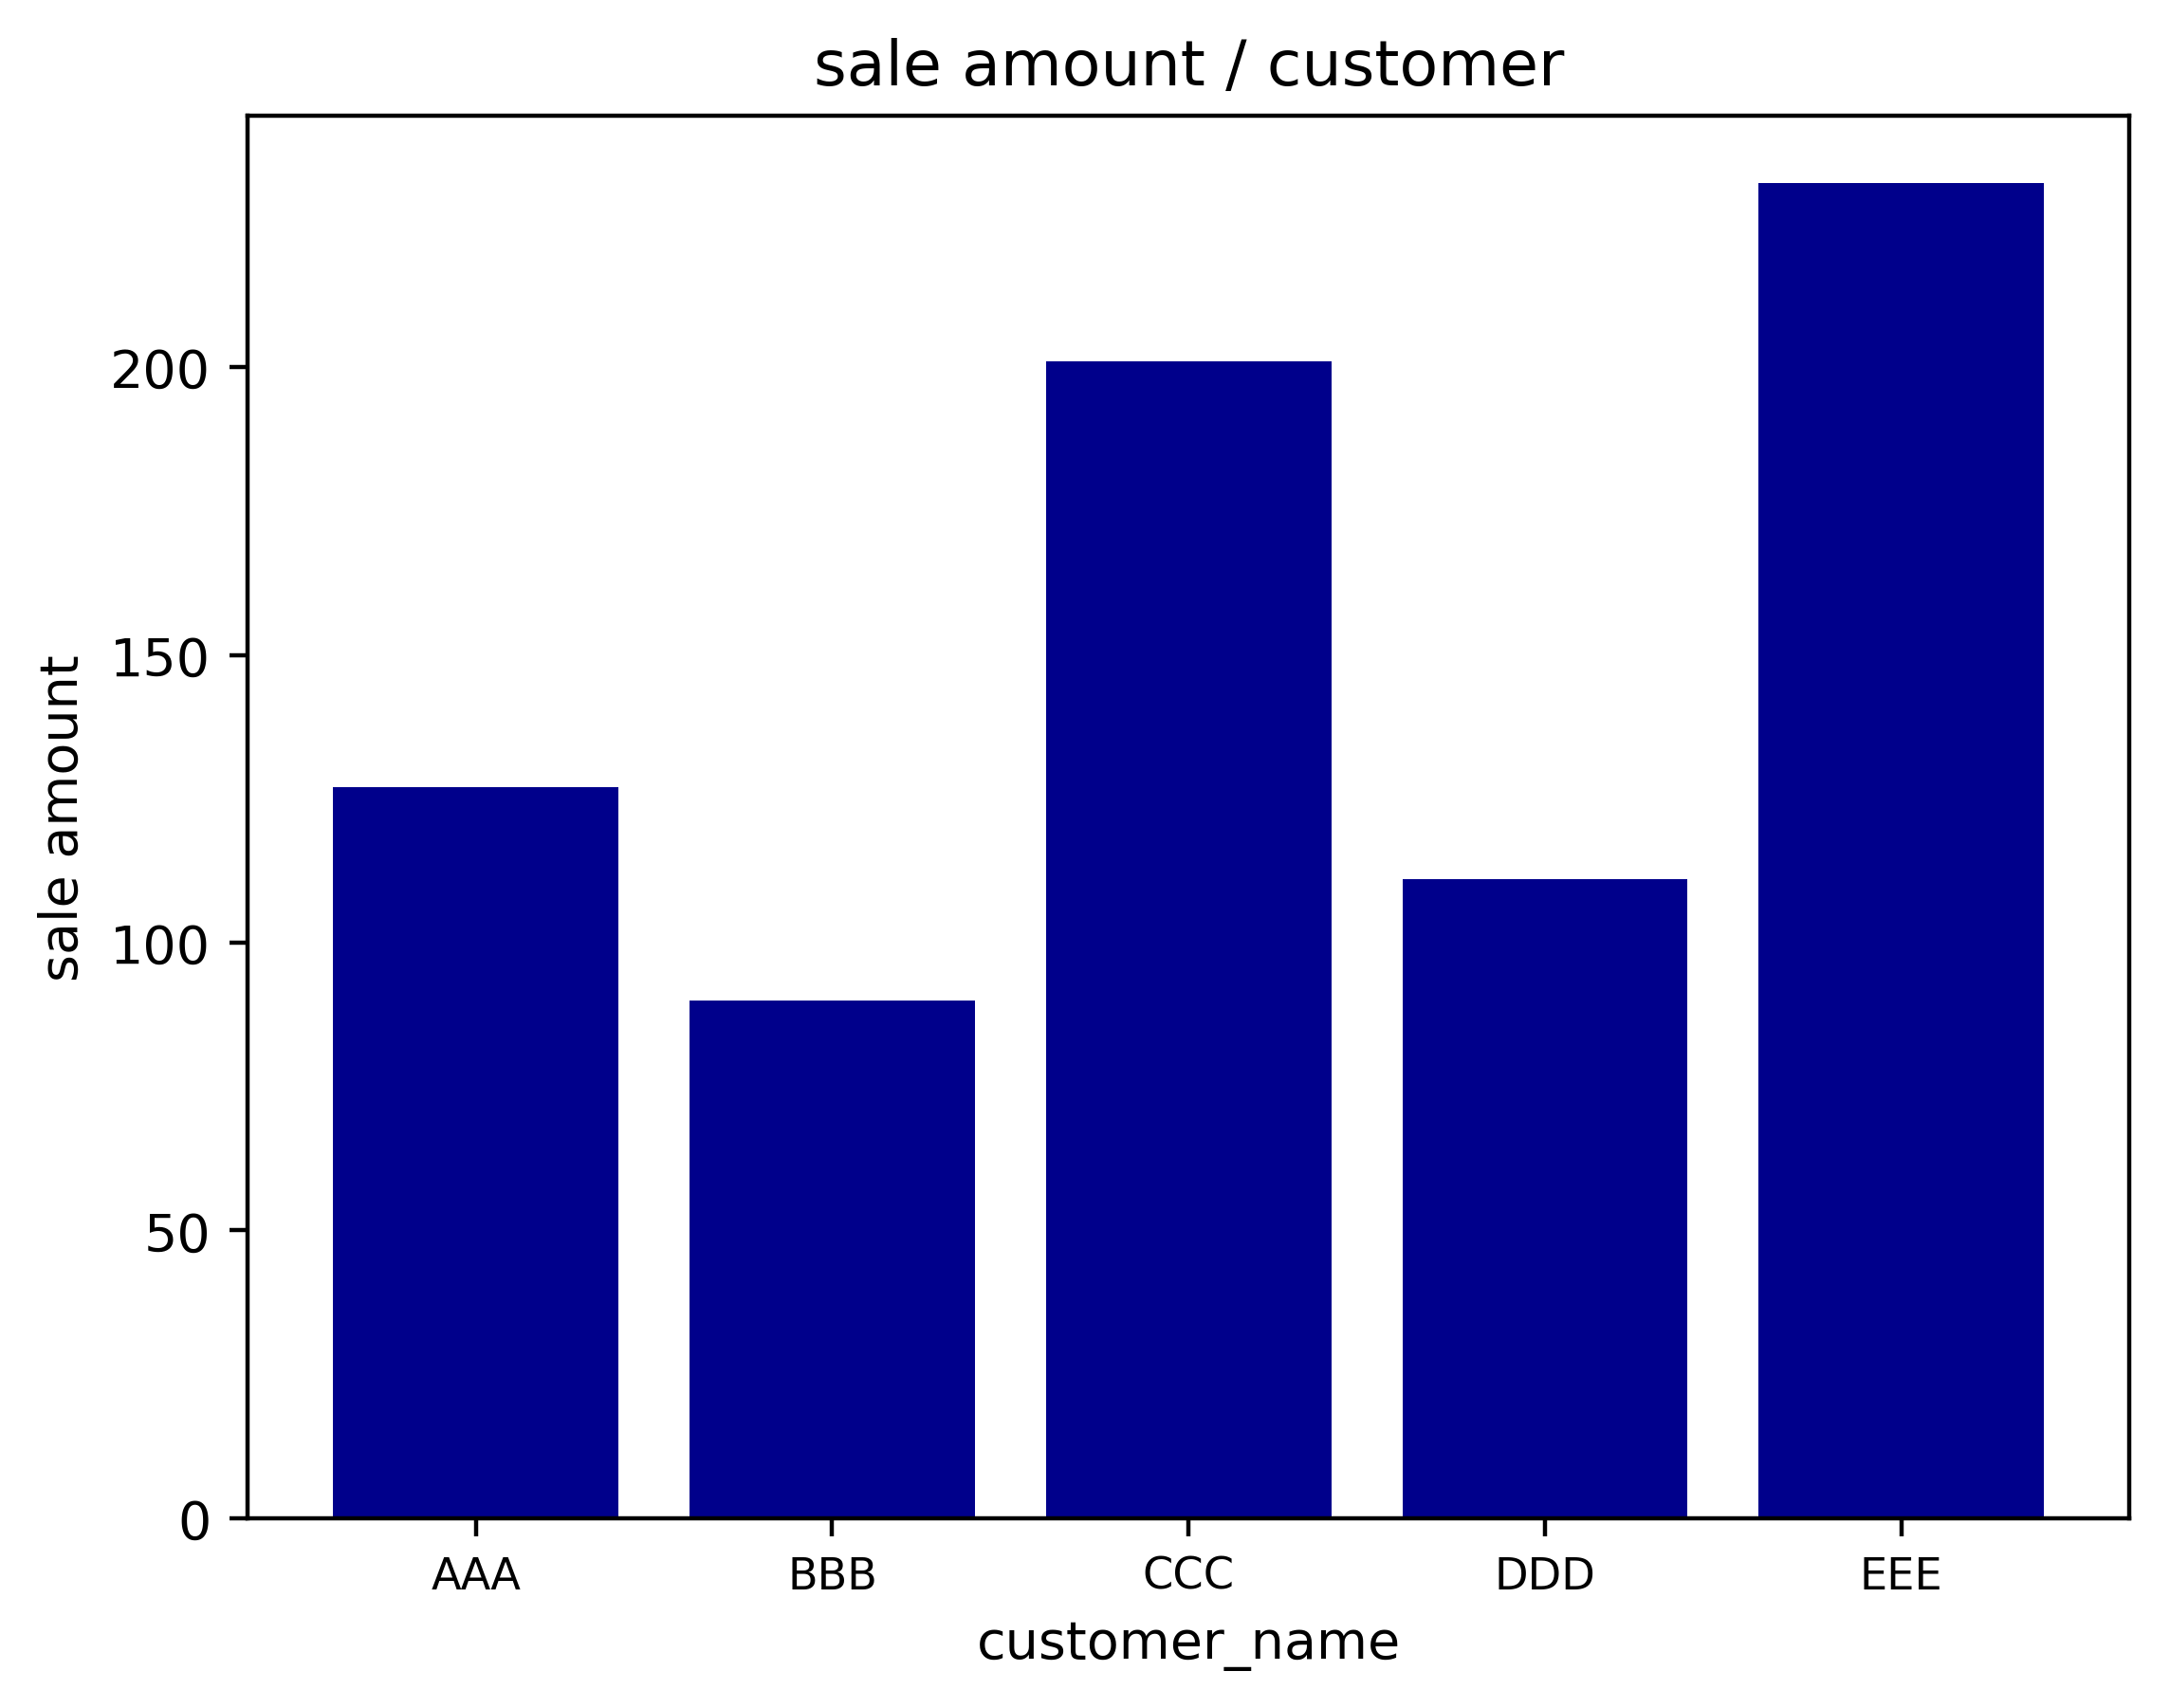 sale amount / customer
sale amount
200
150
100
50
0
AAA BBB CCC DDD EEE
customer_name